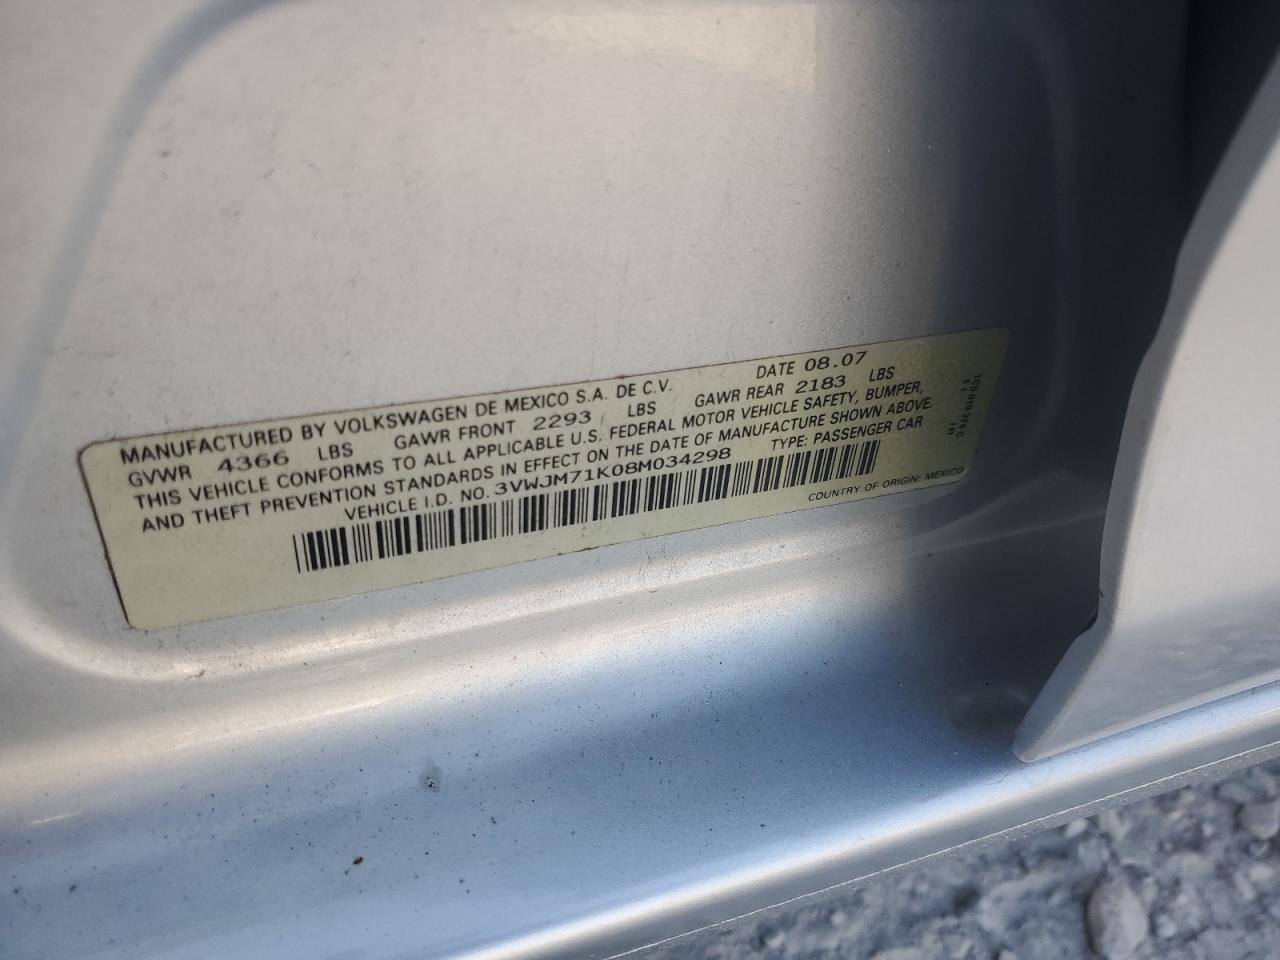 MANUFACTURED BY VOLKSWAGEN DE MEXICO S.A. DE C.V. DATE 08.07
GVWR 4366 LBS GAWR FRONT 2293 LBS GAWR REAR 2183 LBS
THIS VEHICLE CONFORMS TO ALL APPLICABLE U.S. FEDERAL MOTOR VEHICLE SAFETY, BUMPER,
AND THEFT PREVENTION STANDARDS IN EFFECT ON THE DATE OF MANUFACTURE SHOWN ABOVE.
VEHICLE I.D. NO. 3VWJM71K08M034298 TYPE: PASSENGER CAR
COUNTRY OF ORIGIN: MEXICO